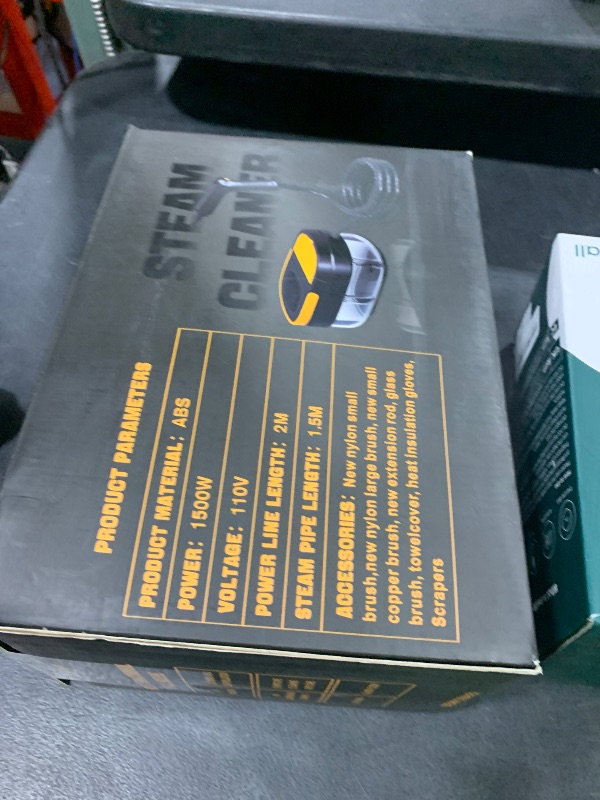 STEAM
CLEANER
PRODUCT PARAMETERS
PRODUCT MATERIAL: ABS
POWER: 1500W
VOLTAGE: 110V
POWER LINE LENGTH: 2M
STEAM PIPE LENGTH: 1.5M
ACCESSORIES: New nylon small
brush,new nylon large brush, new small
copper brush, new extension rod, glass
brush, towelcover, heat insulation gloves,
Scrapers
all